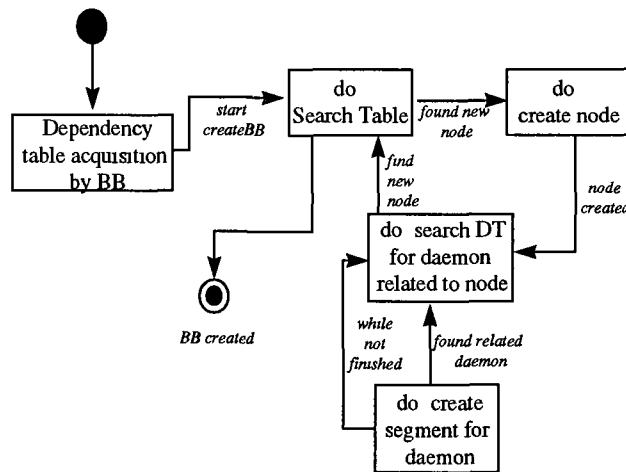 Dependency
table acquisition
by BB
start
createBB
do
Search Table
found new
node
do
create node
find
new
node
node
created
do search DT
for daemon
related to node
BB created
while
not
finished
found related
daemon
do create
segment for
daemon